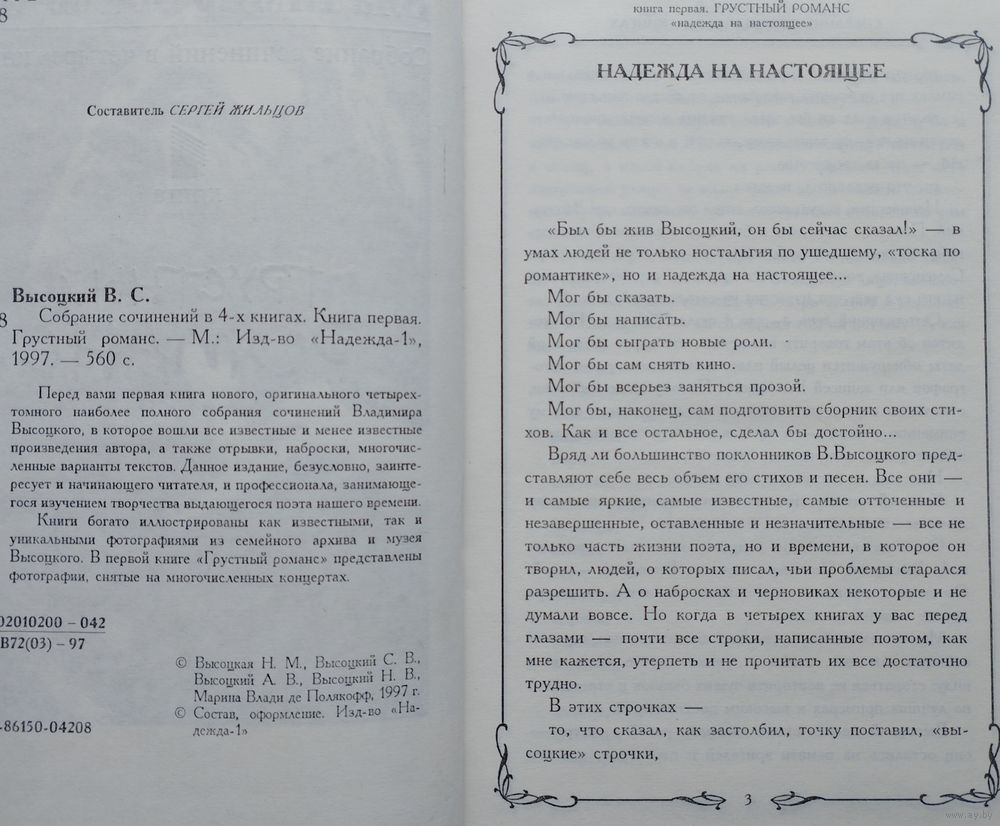 8
Составитель СЕРГЕЙ ЖИЛЬЦОВ
Высоцкий В. С.
8
Собрание сочинений в 4-х книгах. Книга первая.
Грустный романс. — М.: Изд-во «Надежда-1»,
1997. — 560 с.
Перед вами первая книга нового, оригинального четырех-
томного наиболее полного собрания сочинений Владимира
Высоцкого, в которое вошли все известные и менее известные
произведения автора, а также отрывки, наброски, многочис-
ленные варианты текстов. Данное издание, безусловно, заинте-
ресует и начинающего читателя, и профессионала, занимающе-
гося изучением творчества выдающегося поэта нашего времени.
Книги богато иллюстрированы как известными, так и
уникальными фотографиями из семейного архива и музея
Высоцкого. В первой книге «Грустный романс» представлены
фотографии, снятые на многочисленных концертах.
02010200 – 042
В72(03) – 97
© Высоцкая Н. М., Высоцкий С. В.,
Высоцкий А. В., Высоцкий Н. В.,
Марина Влади де Полякофф, 1997 г.
© Состав, оформление. Изд-во «На-
дежда-1»
-86150-04208
книга первая. ГРУСТНЫЙ РОМАНС
«надежда на настоящее»
НАДЕЖДА НА НАСТОЯЩЕЕ
«Был бы жив Высоцкий, он бы сейчас сказал!» — в
умах людей не только ностальгия по ушедшему, «тоска по
романтике», но и надежда на настоящее...
Мог бы сказать.
Мог бы написать.
Мог бы сыграть новые роли.
Мог бы сам снять кино.
Мог бы всерьез заняться прозой.
Мог бы, наконец, сам подготовить сборник своих сти-
хов. Как и все остальное, сделал бы достойно...
Вряд ли большинство поклонников В.Высоцкого пред-
ставляют себе весь объем его стихов и песен. Все они —
и самые яркие, самые известные, самые отточенные и
незавершенные, оставленные и незначительные — все не
только часть жизни поэта, но и времени, в которое он
творил, людей, о которых писал, чьи проблемы старался
разрешить. А о набросках и черновиках некоторые и не
думали вовсе. Но когда в четырех книгах у вас перед
глазами — почти все строки, написанные поэтом, как
мне кажется, утерпеть и не прочитать их все достаточно
трудно.
В этих строчках —
то, что сказал, как застолбил, точку поставил, «вы-
соцкие» строчки,
3
www.ay.by